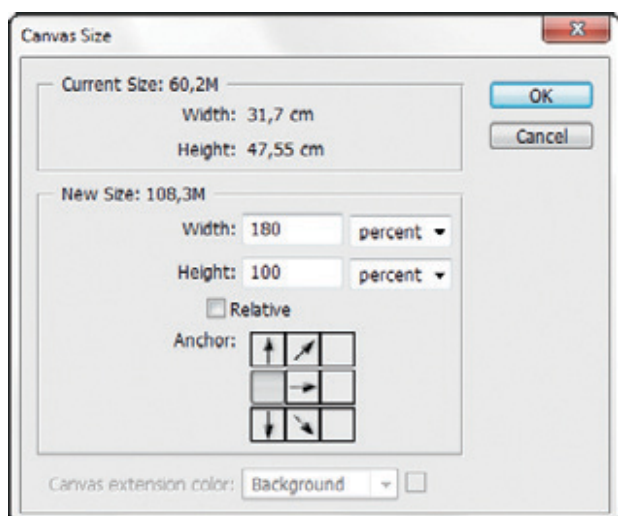 Canvas Size
Current Size: 60,2M
Width: 31,7 cm
Height: 47,55 cm
OK
Cancel
New Size: 108,3M
Width: 180 percent
Height: 100 percent
Relative
Anchor:
Canvas extension color: Background